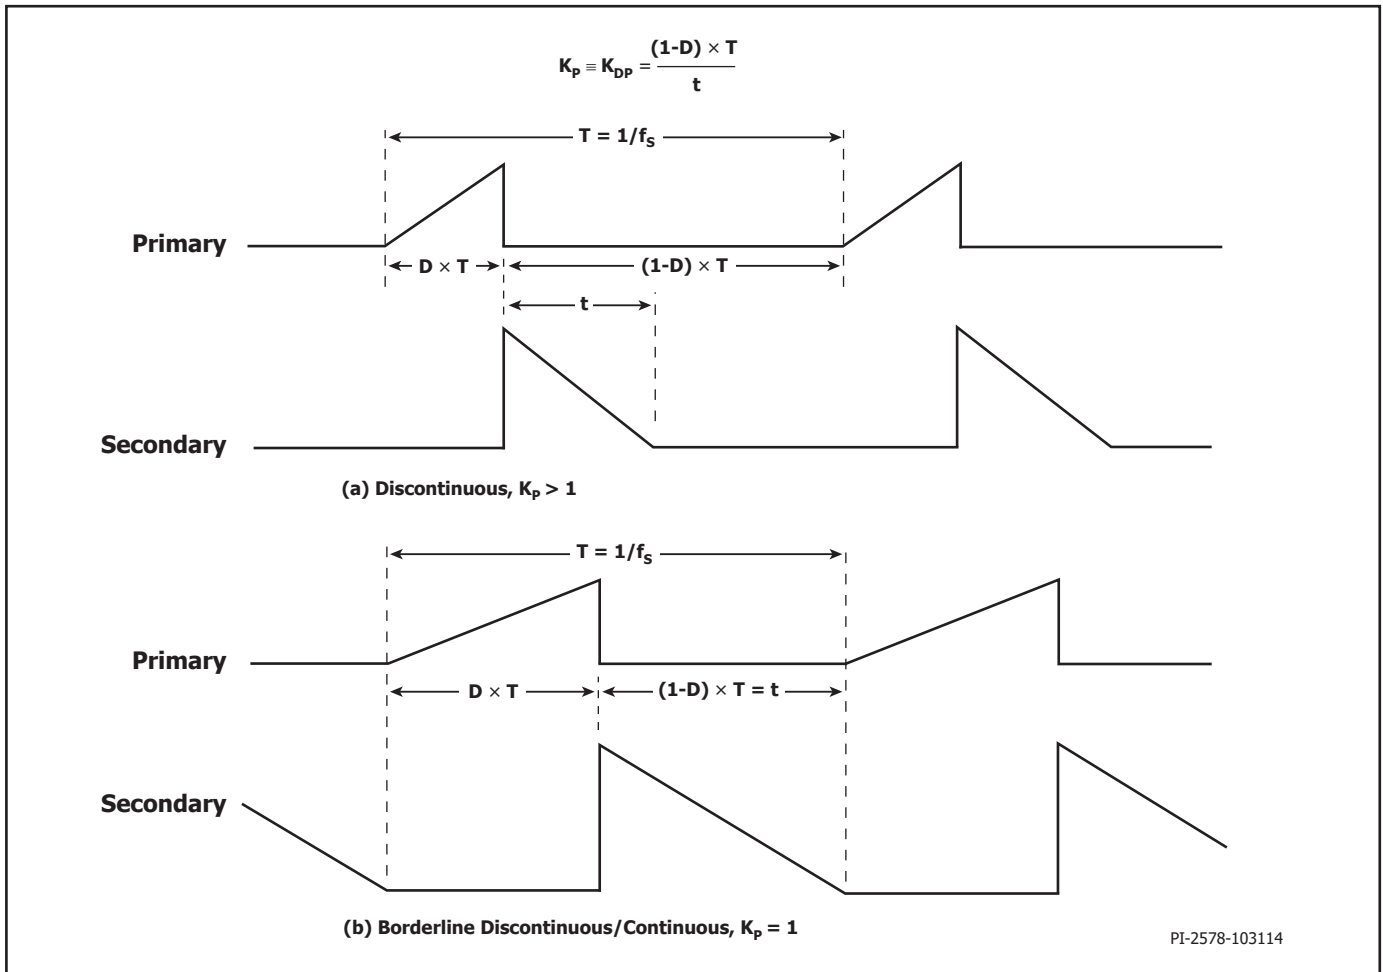 (1-D) × T
K_P ≡ K_DP =
t
T = 1/f_S
Primary
D × T
(1-D) × T
t
Secondary
(a) Discontinuous, K_P > 1
T = 1/f_S
Primary
D × T
(1-D) × T = t
Secondary
(b) Borderline Discontinuous/Continuous, K_P = 1
PI-2578-103114